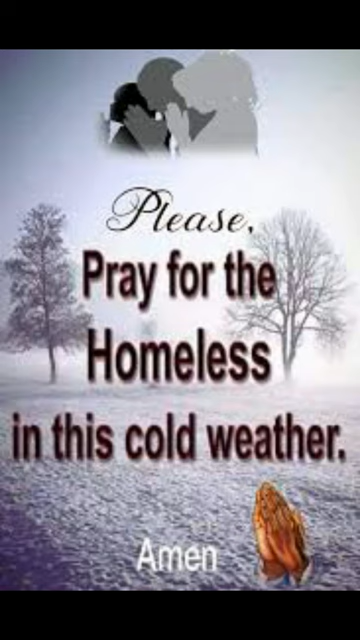 Please,
Pray for the
Homeless
in this cold weather.
Amen